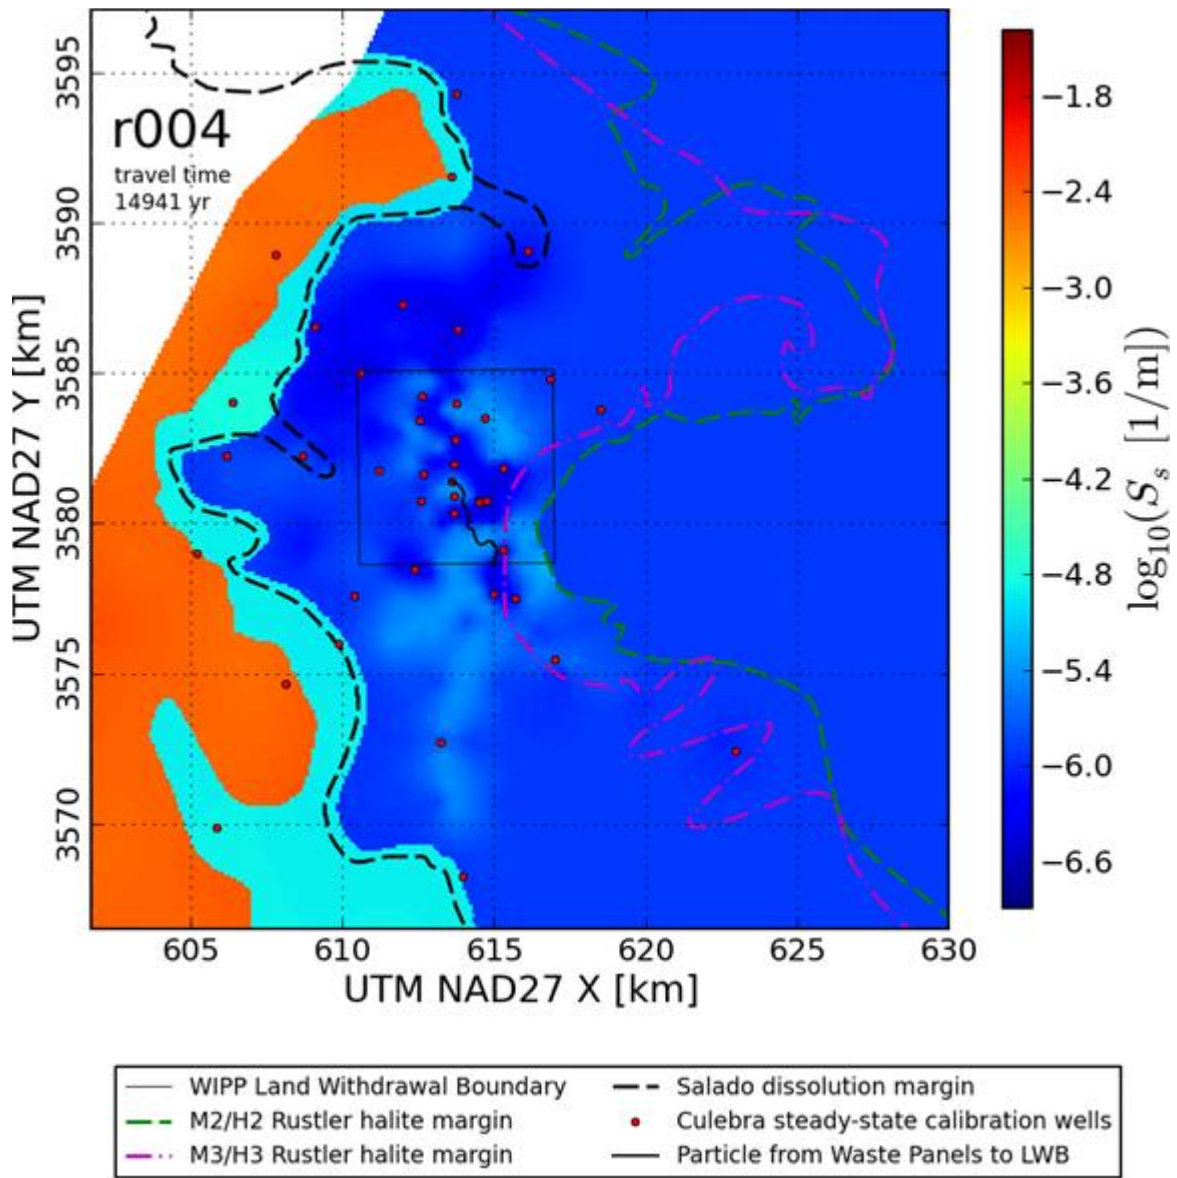 r004
travel time
14941 yr
3595
3590
3585
3580
3575
3570
UTM NAD27 Y [km]
605 610 615 620 625 630
UTM NAD27 X [km]
−1.8
−2.4
−3.0
−3.6
−4.2
−4.8
−5.4
−6.0
−6.6
log10(Ss [1/m])
WIPP Land Withdrawal Boundary
M2/H2 Rustler halite margin
M3/H3 Rustler halite margin
Salado dissolution margin
Culebra steady-state calibration wells
Particle from Waste Panels to LWB